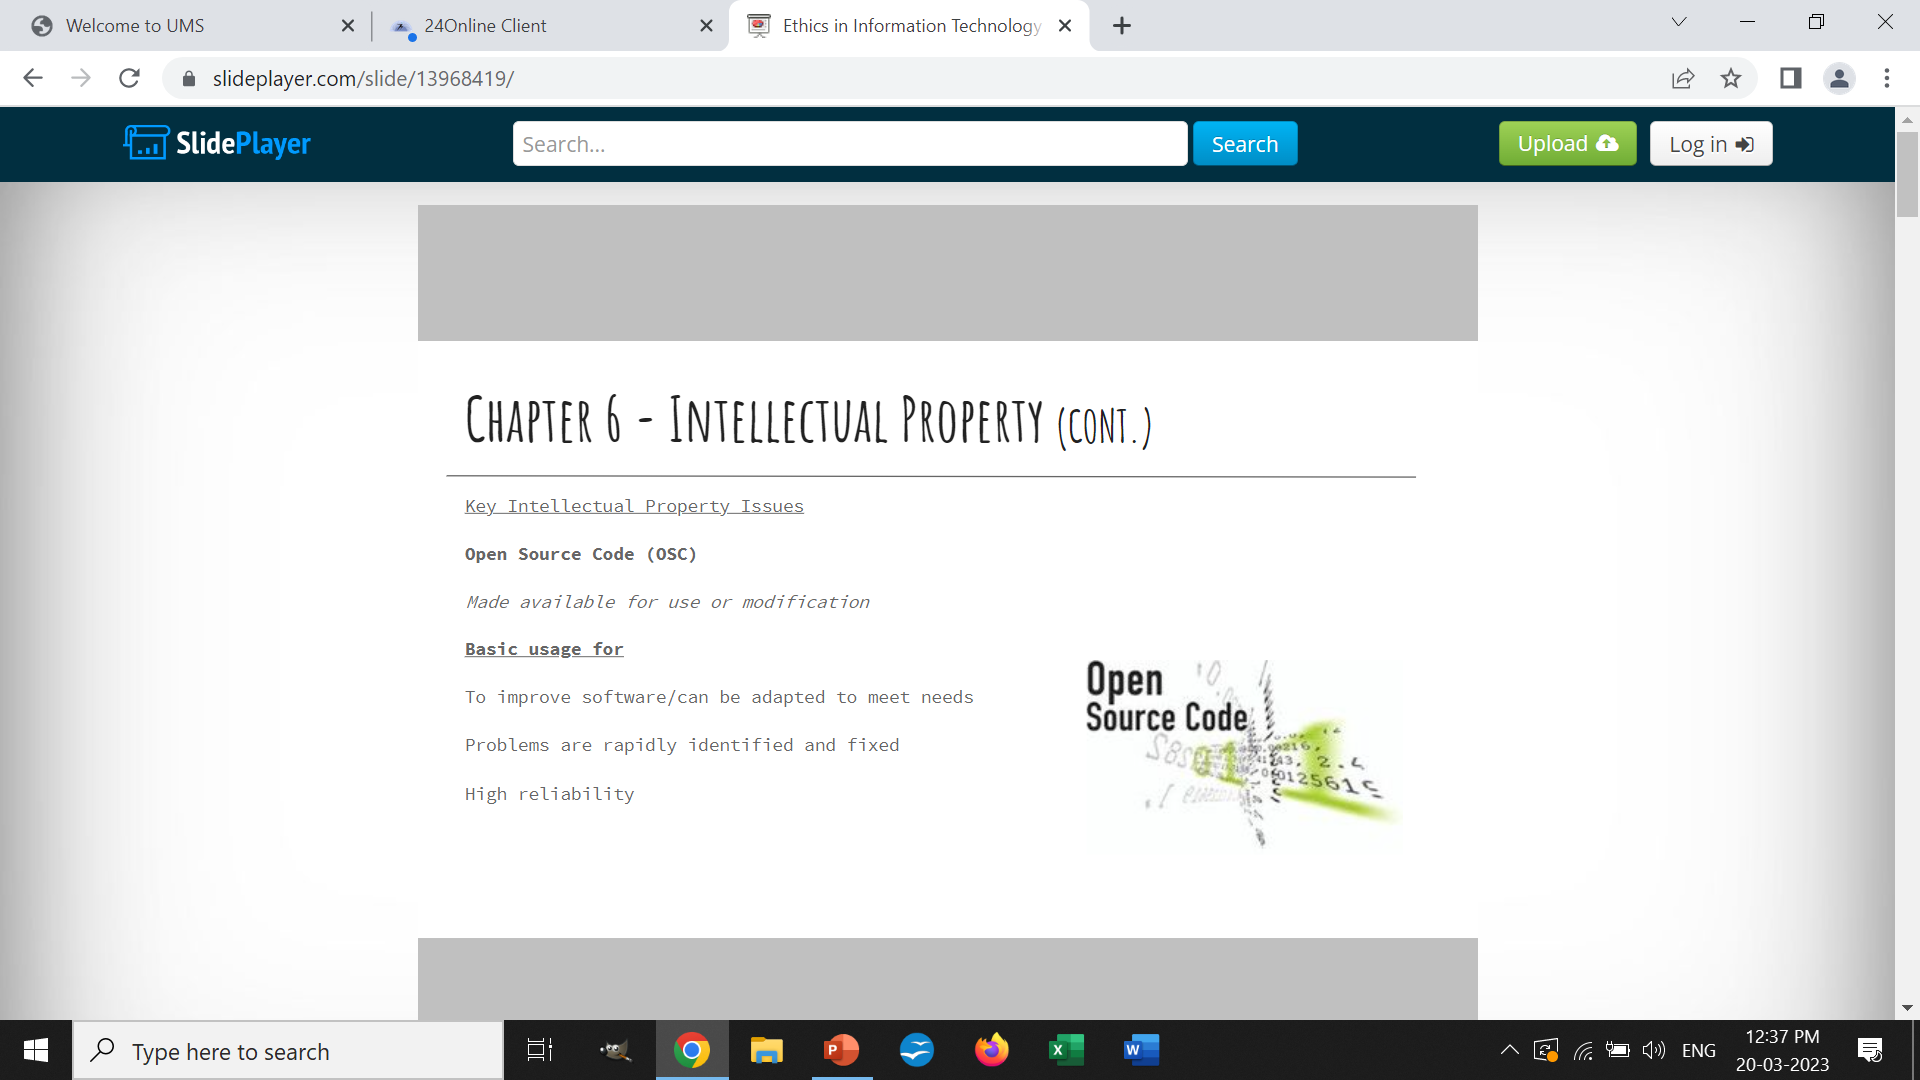 Welcome to UMS
24Online Client
Ethics in Information Technology
slideplayer.com/slide/13968419/
SlidePlayer
Search...
Search
Upload
Log in
Chapter 6 - Intellectual Property (cont.)
Key Intellectual Property Issues
Open Source Code (OSC)
Made available for use or modification
Basic usage for
To improve software/can be adapted to meet needs
Problems are rapidly identified and fixed
High reliability
Open
Source Code
Type here to search
ENG
12:37 PM
20-03-2023